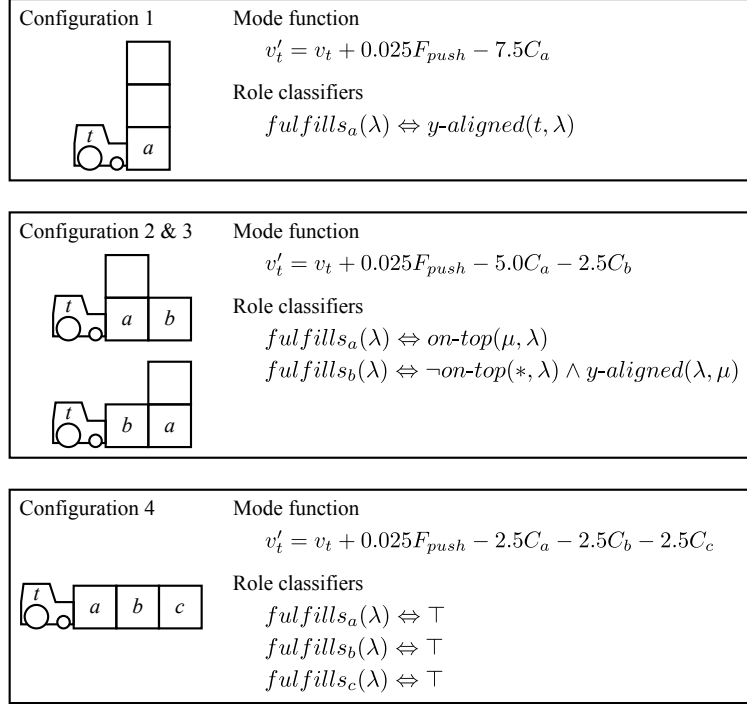 Configuration 1
Mode function
v′_t = v_t + 0.025F_push − 7.5C_a
Role classifiers
fulfills_a(λ) ⇔ y-aligned(t, λ)
t
a
Configuration 2 & 3
Mode function
v′_t = v_t + 0.025F_push − 5.0C_a − 2.5C_b
Role classifiers
fulfills_a(λ) ⇔ on-top(μ, λ)
fulfills_b(λ) ⇔ ¬on-top(∗, λ) ∧ y-aligned(λ, μ)
t a b
t b a
Configuration 4
Mode function
v′_t = v_t + 0.025F_push − 2.5C_a − 2.5C_b − 2.5C_c
Role classifiers
fulfills_a(λ) ⇔ ⊤
fulfills_b(λ) ⇔ ⊤
fulfills_c(λ) ⇔ ⊤
t a b c